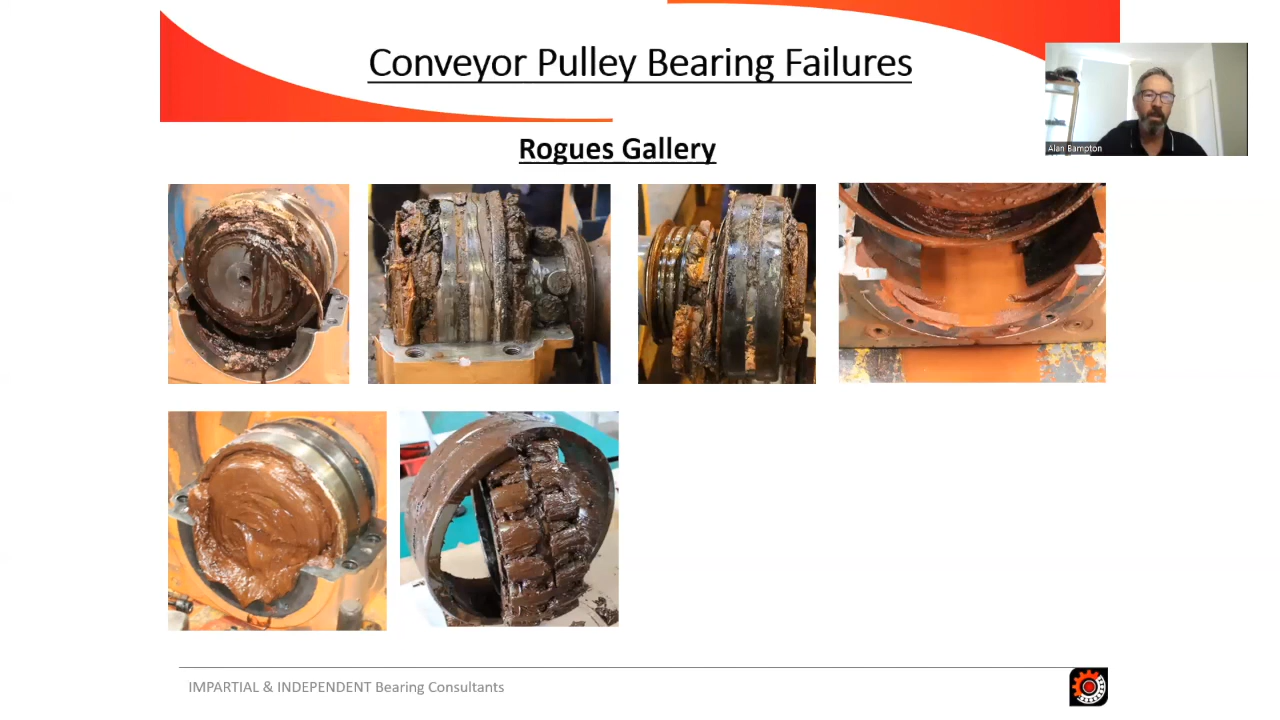 Conveyor Pulley Bearing Failures
Alan Bampton
Rogues Gallery
IMPARTIAL & INDEPENDENT Bearing Consultants